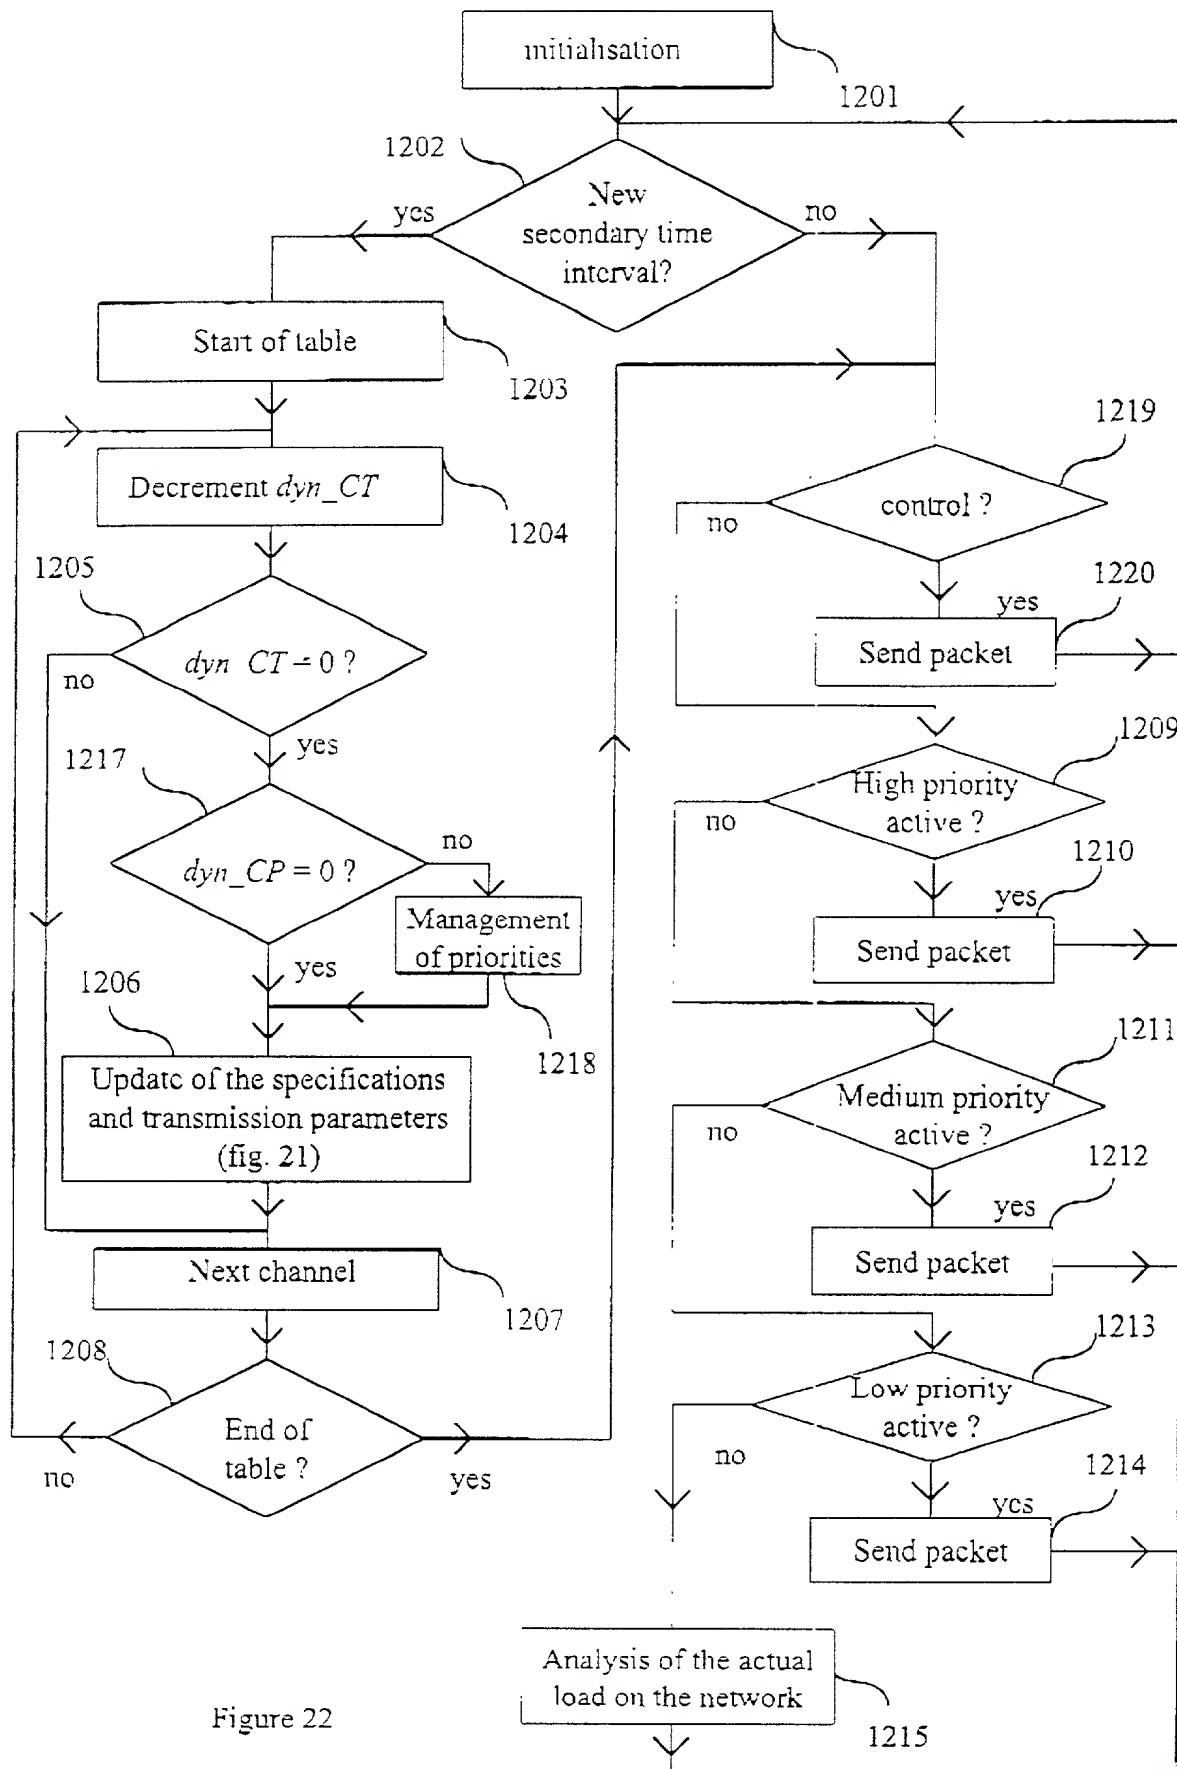 initialisation
1201
1202
New
secondary time
interval?
yes
no
Start of table
1203
1219
control ?
no
Decrement dyn_CT
1204
1205
dyn_CT = 0 ?
no
yes
1220
yes
Send packet
1217
dyn_CP = 0 ?
no
yes
1209
High priority
active ?
no
1210
yes
Send packet
Management
of priorities
1218
1206
Update of the specifications
and transmission parameters
(fig. 21)
1211
Medium priority
active ?
no
1212
yes
Send packet
Next channel
1207
1208
End of
table ?
no
yes
1213
Low priority
active ?
no
1214
yes
Send packet
Analysis of the actual
load on the network
1215
Figure 22